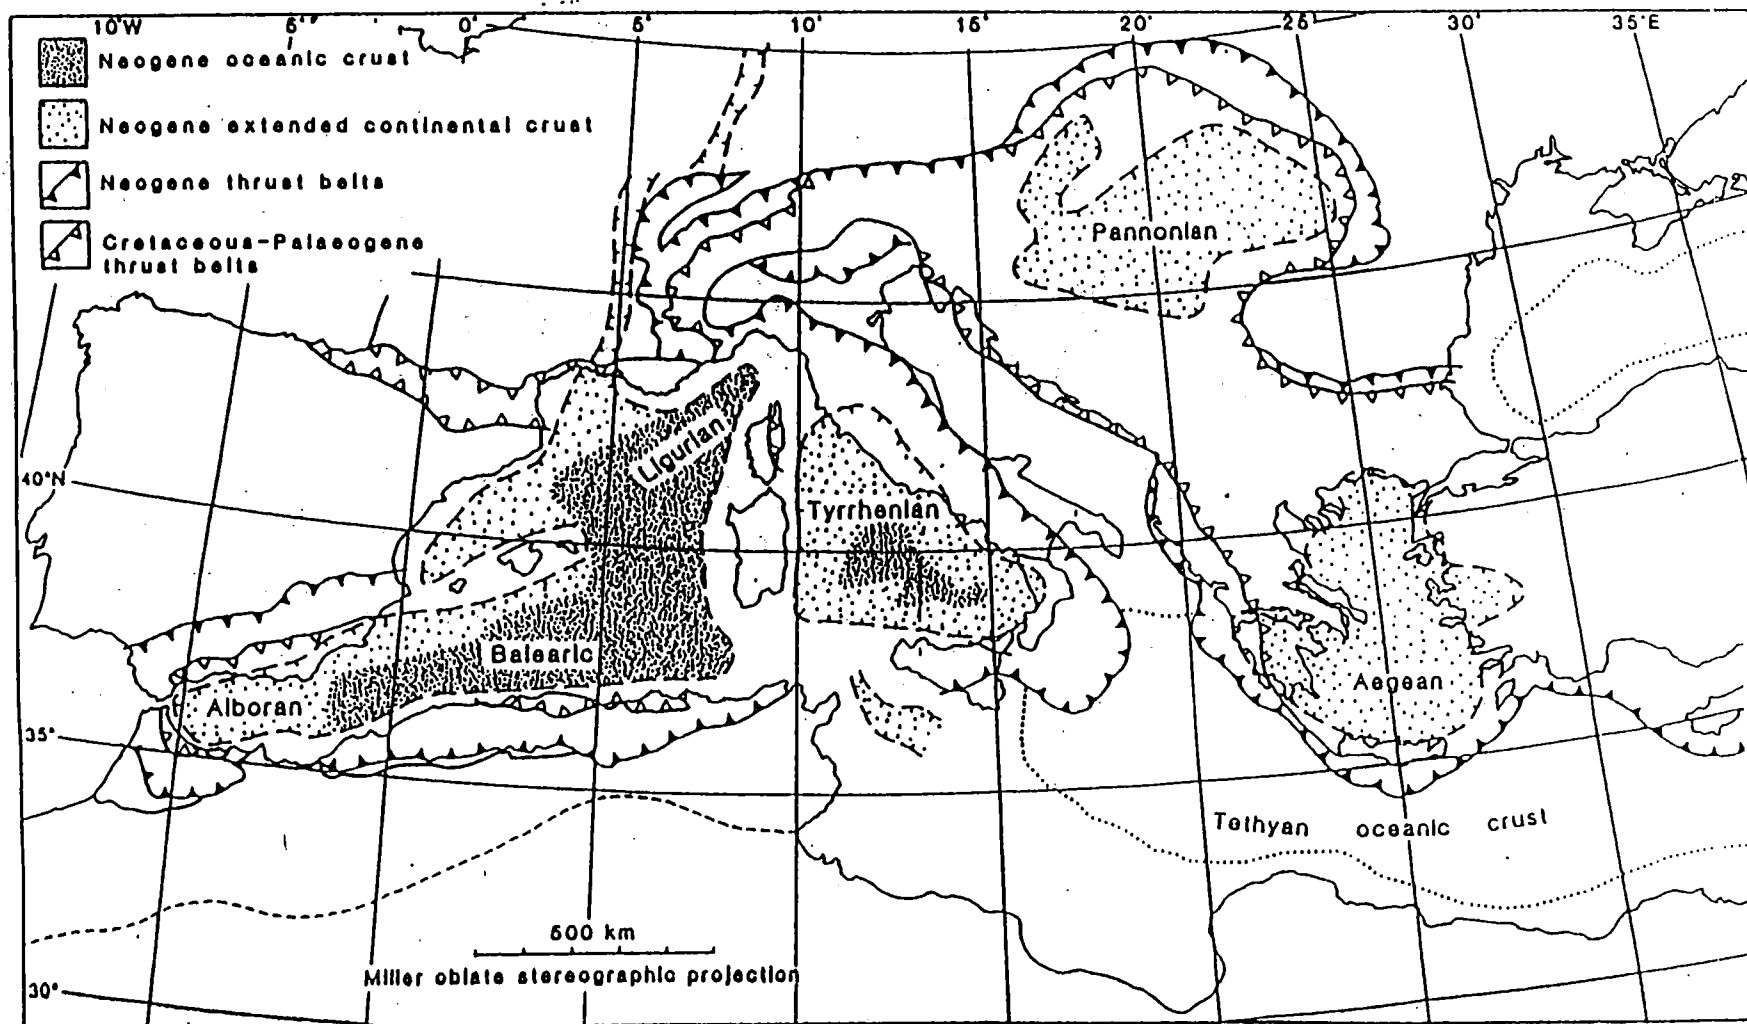 10°W 5° 0° 5° 10° 15° 20° 25° 30° 35°E
Neogene oceanic crust
Neogene extended continental crust
Neogene thrust belts
Cretaceous-Palaeogene
thrust belts
Pannonian
Ligurian
40°N
Tyrrhenian
Balearic
Alboran
Aegean
35°
Tethyan oceanic crust
500 km
Miller oblate stereographic projection
30°